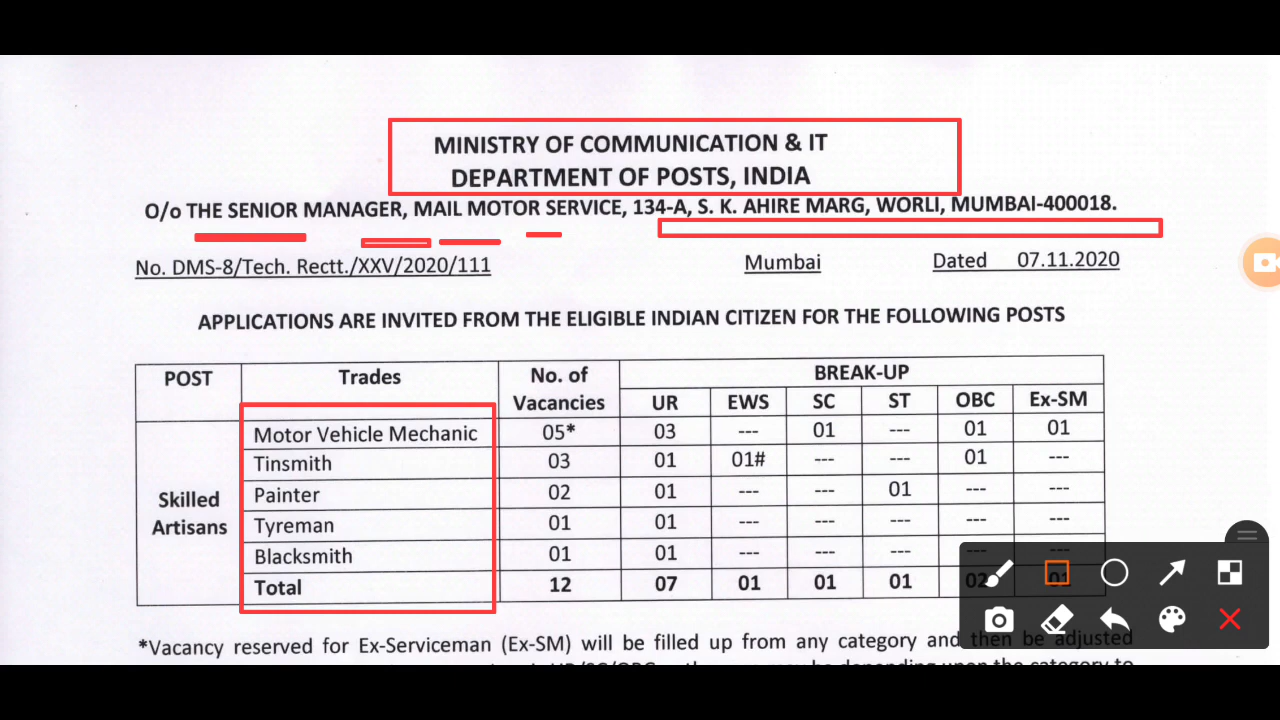 MINISTRY OF COMMUNICATION & IT
DEPARTMENT OF POSTS, INDIA
O/o THE SENIOR MANAGER, MAIL MOTOR SERVICE, 134-A, S. K. AHIRE MARG, WORLI, MUMBAI-400018.
No. DMS-8/Tech. Rectt./XXV/2020/111 Mumbai Dated 07.11.2020
APPLICATIONS ARE INVITED FROM THE ELIGIBLE INDIAN CITIZEN FOR THE FOLLOWING POSTS
POST Trades No. of Vacancies BREAK-UP
UR EWS SC ST OBC Ex-SM
Skilled Artisans
Motor Vehicle Mechanic 05* 03 --- 01 --- 01 01
Tinsmith 03 01 01# --- --- 01 ---
Painter 02 01 --- --- 01 --- ---
Tyreman 01 01 --- --- --- --- ---
Blacksmith 01 01 --- --- --- --- ---
Total 12 07 01 01 01 02 01
*Vacancy reserved for Ex-Serviceman (Ex-SM) will be filled up from any category and then be adjusted